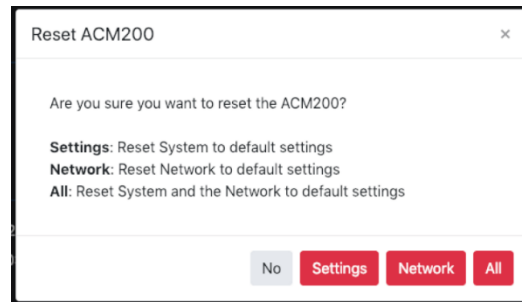 Reset ACM200 ×
Are you sure you want to reset the ACM200?
Settings: Reset System to default settings
Network: Reset Network to default settings
All: Reset System and the Network to default settings
No Settings Network All